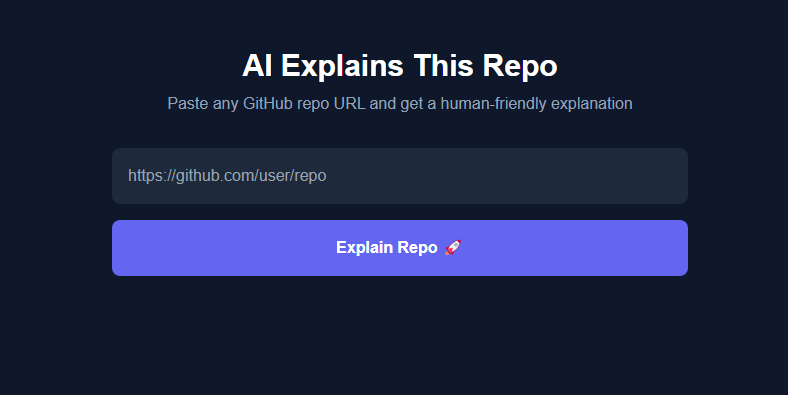 AI Explains This Repo
Paste any GitHub repo URL and get a human-friendly explanation
https://github.com/user/repo
Explain Repo 🚀